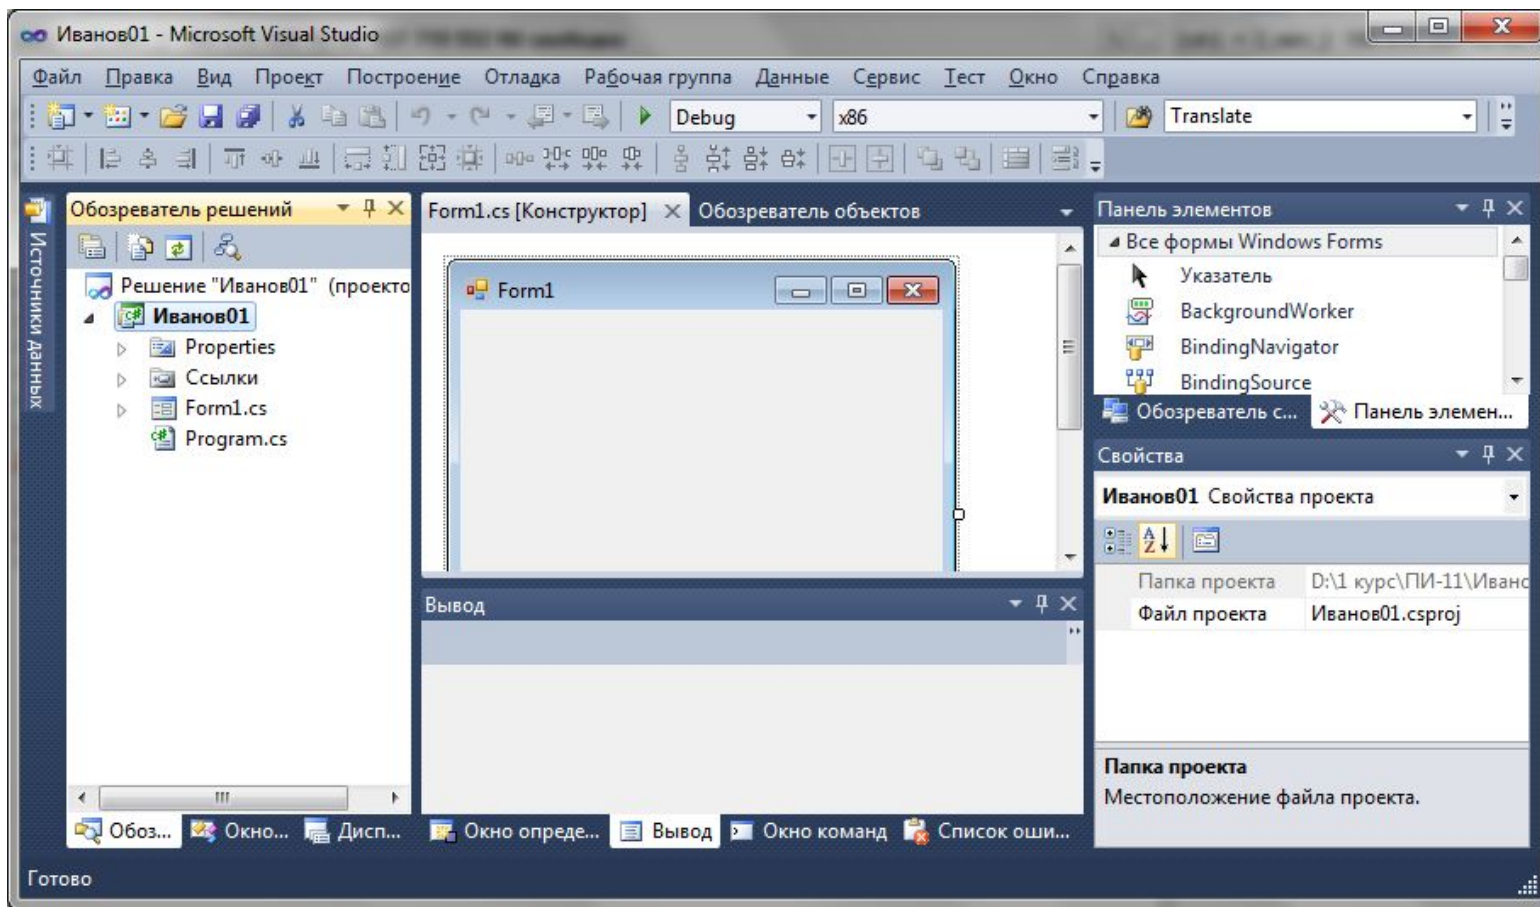 Иванов01 - Microsoft Visual Studio
Файл Правка Вид Проект Построение Отладка Рабочая группа Данные Сервис Тест Окно Справка
Debug x86 Translate
Источники данных
Обозреватель решений
Решение "Иванов01" (проекто
Иванов01
Properties
Ссылки
Form1.cs
Program.cs
Обоз... Окно... Дисп...
Form1.cs [Конструктор] Обозреватель объектов
Form1
Вывод
Окно опреде... Вывод Окно команд Список оши...
Панель элементов
Все формы Windows Forms
Указатель
BackgroundWorker
BindingNavigator
BindingSource
Обозреватель с... Панель элемен...
Свойства
Иванов01 Свойства проекта
Папка проекта D:\1 курс\ПИ-11\Иванс
Файл проекта Иванов01.csproj
Папка проекта
Местоположение файла проекта.
Готово